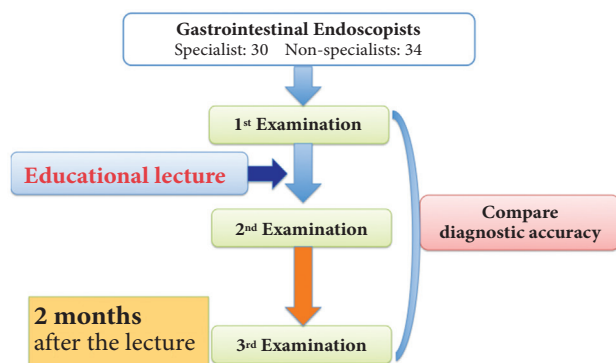 Gastrointestinal Endoscopists
Specialist: 30 Non-specialists: 34
1st Examination
Educational lecture
2nd Examination
Compare
diagnostic accuracy
2 months
after the lecture
3rd Examination